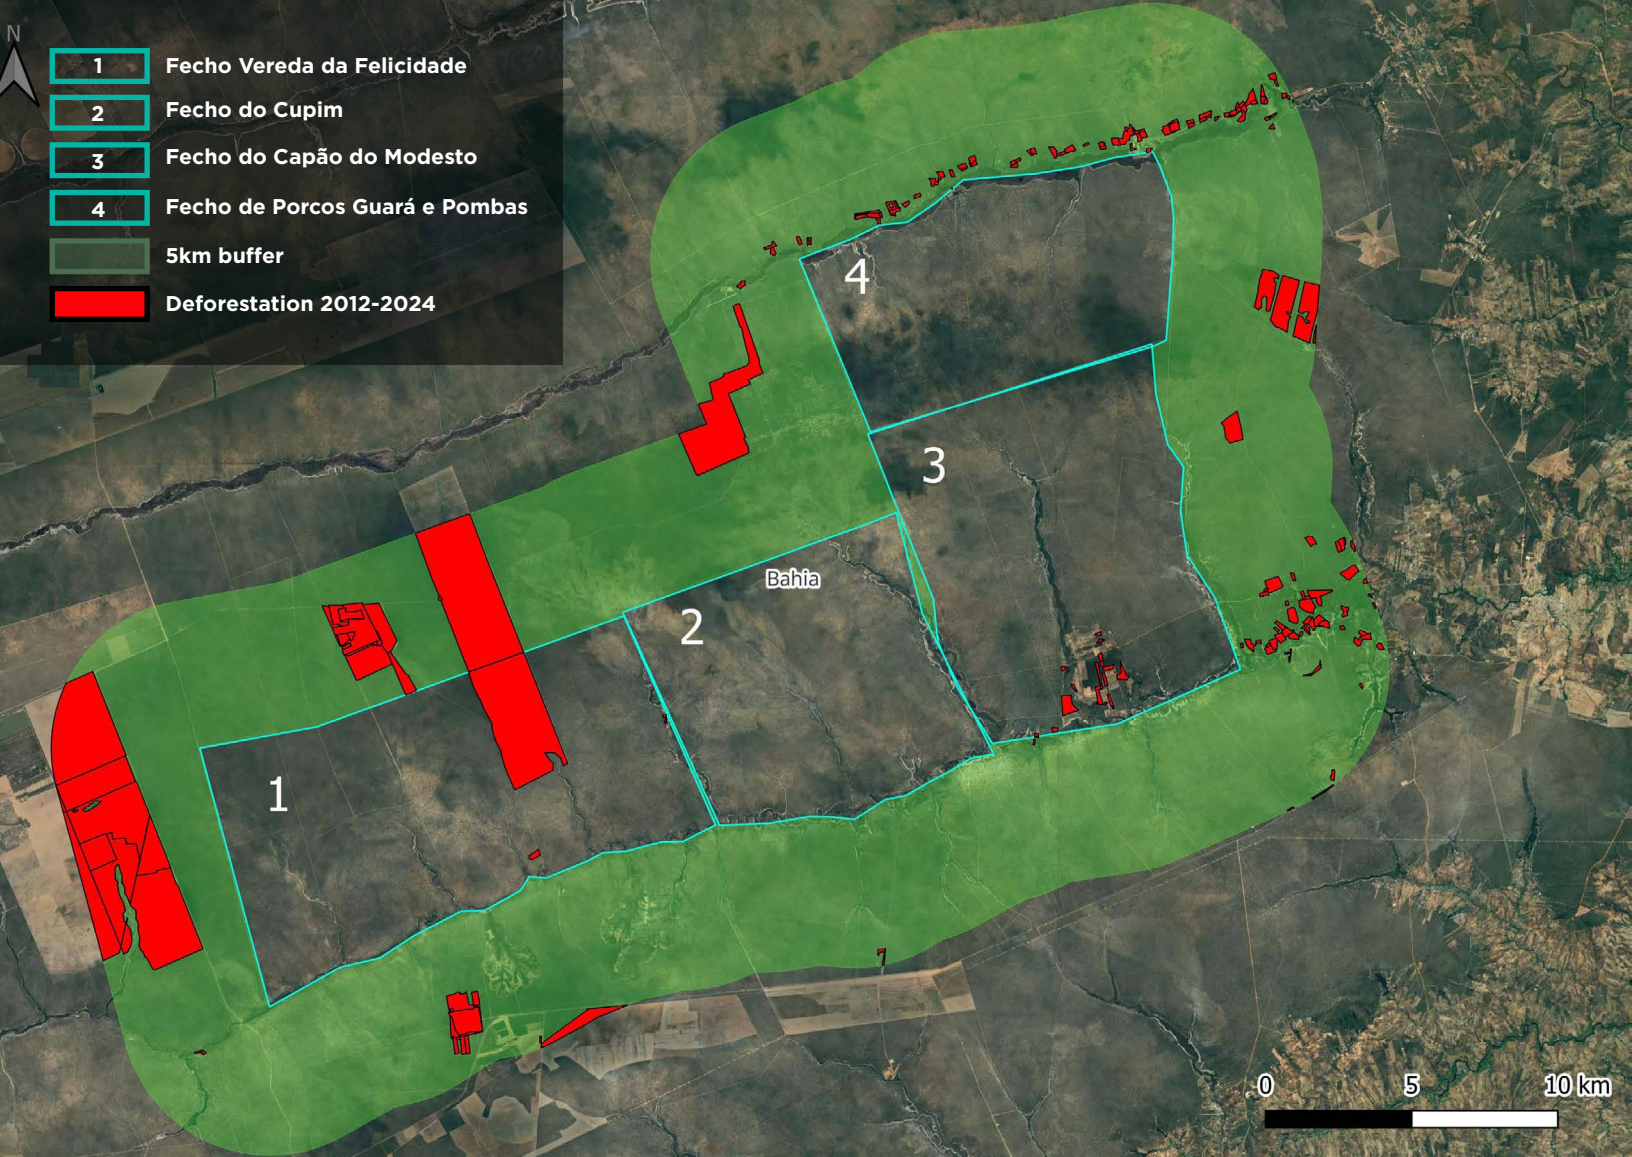 N
1 Fecho Vereda da Felicidade
2 Fecho do Cupim
3 Fecho do Capão do Modesto
4 Fecho de Porcos Guará e Pombas
5km buffer
Deforestation 2012-2024
4
3
Bahia
2
1
0 5 10 km